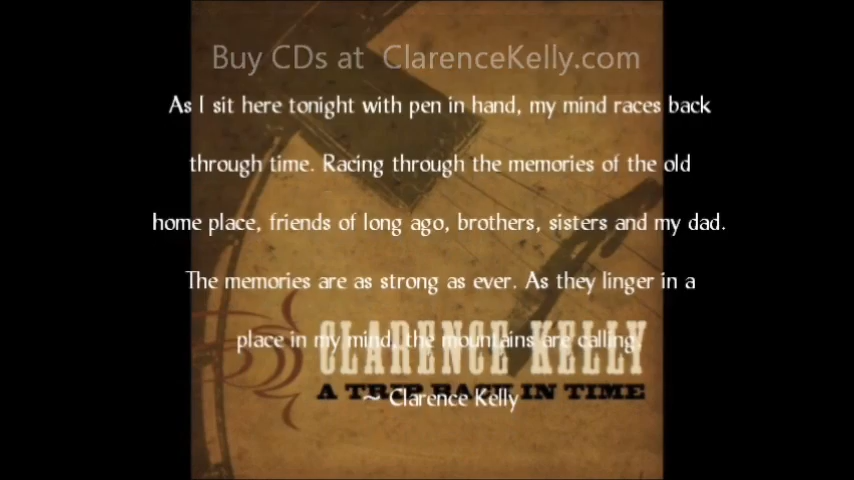 Buy CDs at ClarenceKelly.com
As I sit here tonight with pen in hand, my mind races back
through time. Racing through the memories of the old
home place, friends of long ago, brothers, sisters and my dad.
The memories are as strong as ever. As they linger in a
place in my mind, the mountains are calling.
CLARENCE KELLY
A TRIP BACK IN TIME
~ Clarence Kelly